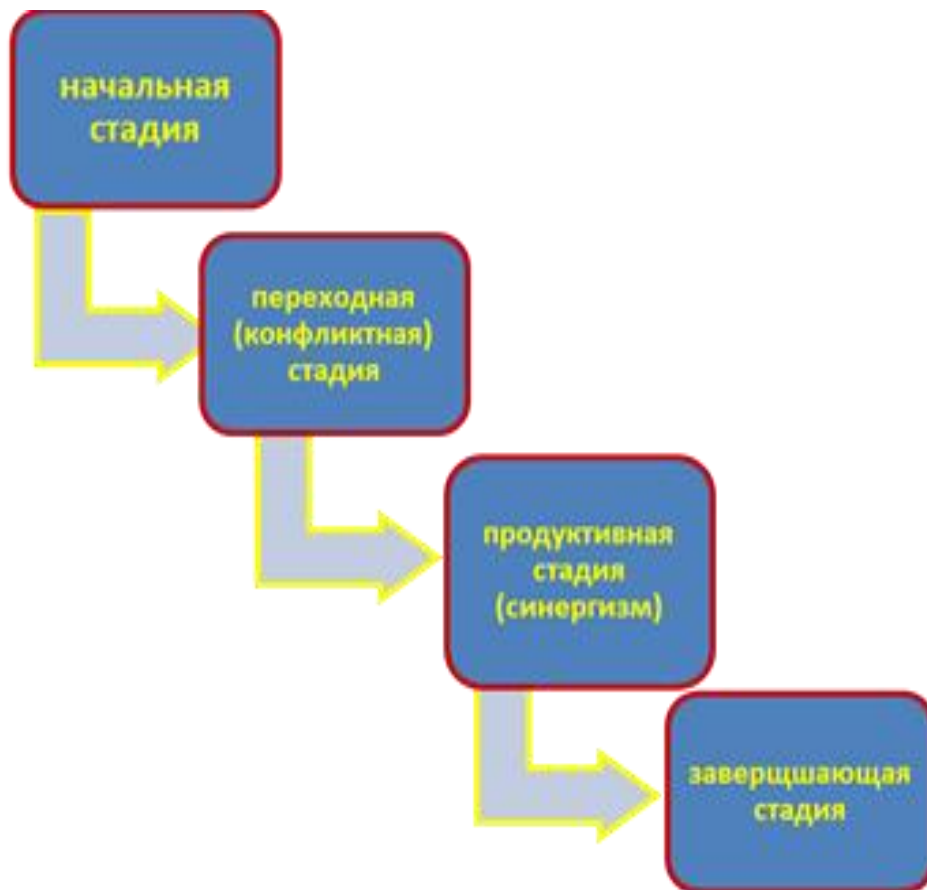 начальная
стадия
переходная
(конфликтная)
стадия
продуктивная
стадия
(синергизм)
заверщшающая
стадия